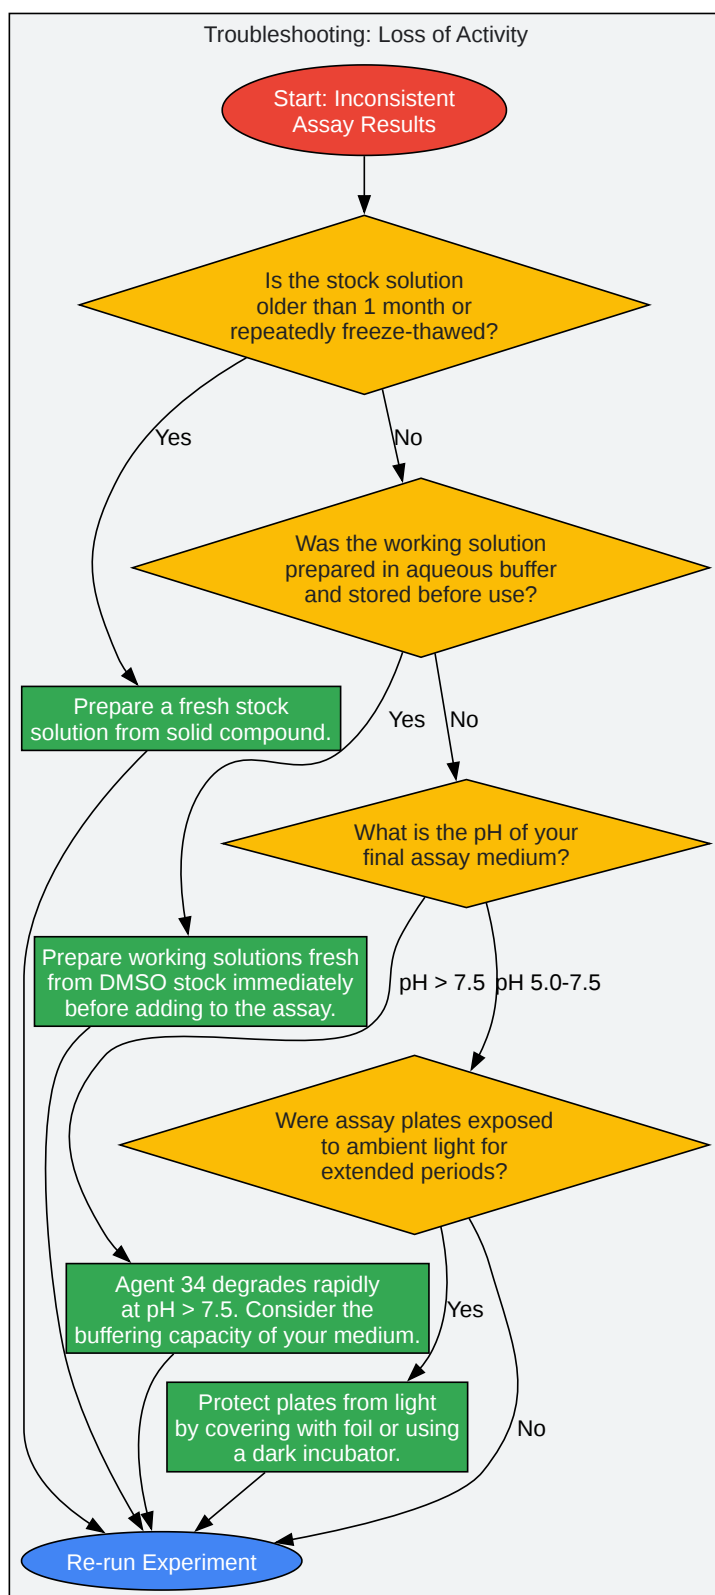 Troubleshooting: Loss of Activity
Start: Inconsistent
Assay Results
Is the stock solution
older than 1 month or
repeatedly freeze-thawed?
Yes
No
Was the working solution
prepared in aqueous buffer
and stored before use?
Prepare a fresh stock
solution from solid compound.
Yes
No
What is the pH of your
final assay medium?
Prepare working solutions fresh
from DMSO stock immediately
before adding to the assay.
pH > 7.5
pH 5.0-7.5
Were assay plates exposed
to ambient light for
extended periods?
Agent 34 degrades rapidly
at pH > 7.5. Consider the
buffering capacity of your medium.
Yes
Protect plates from light
by covering with foil or using
a dark incubator.
No
Re-run Experiment